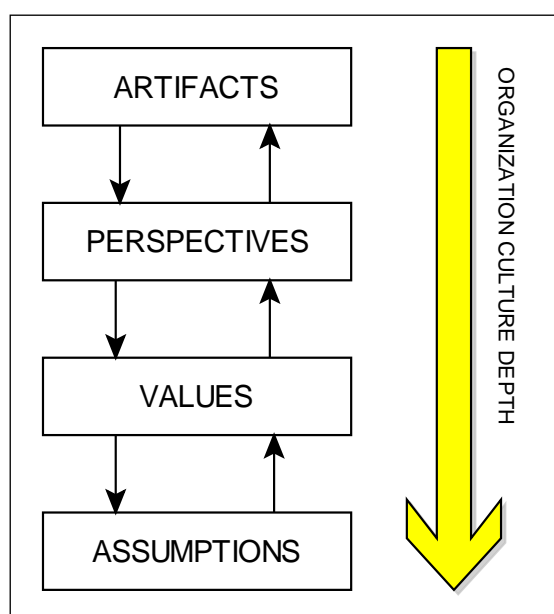 ARTIFACTS
PERSPECTIVES
VALUES
ASSUMPTIONS
ORGANIZATION CULTURE DEPTH